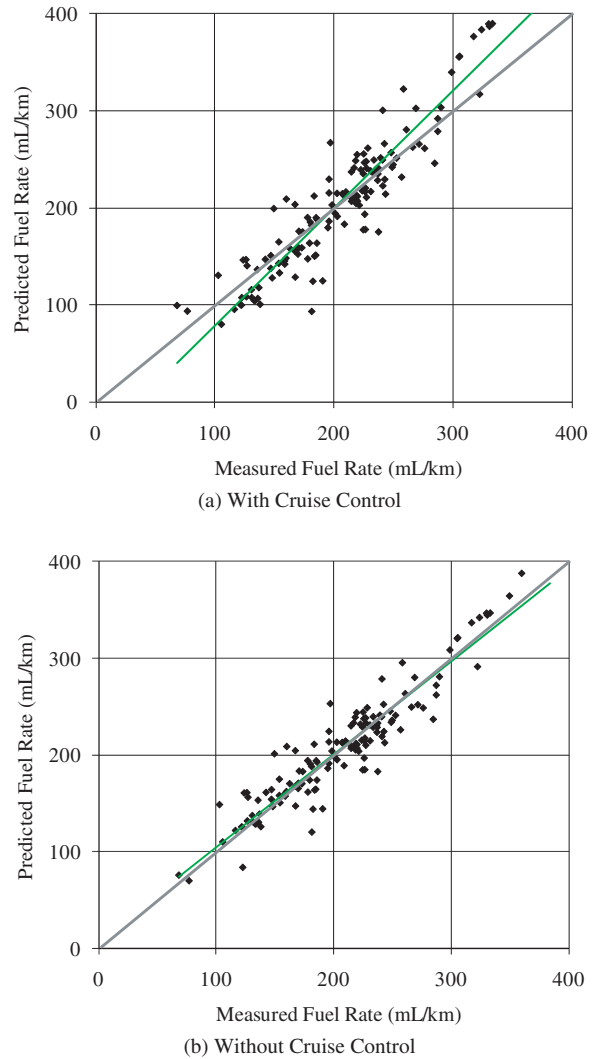 400
300
200
100
0
Predicted Fuel Rate (mL/km)
0 100 200 300 400
Measured Fuel Rate (mL/km)
(a) With Cruise Control
400
300
200
100
0
Predicted Fuel Rate (mL/km)
0 100 200 300 400
Measured Fuel Rate (mL/km)
(b) Without Cruise Control